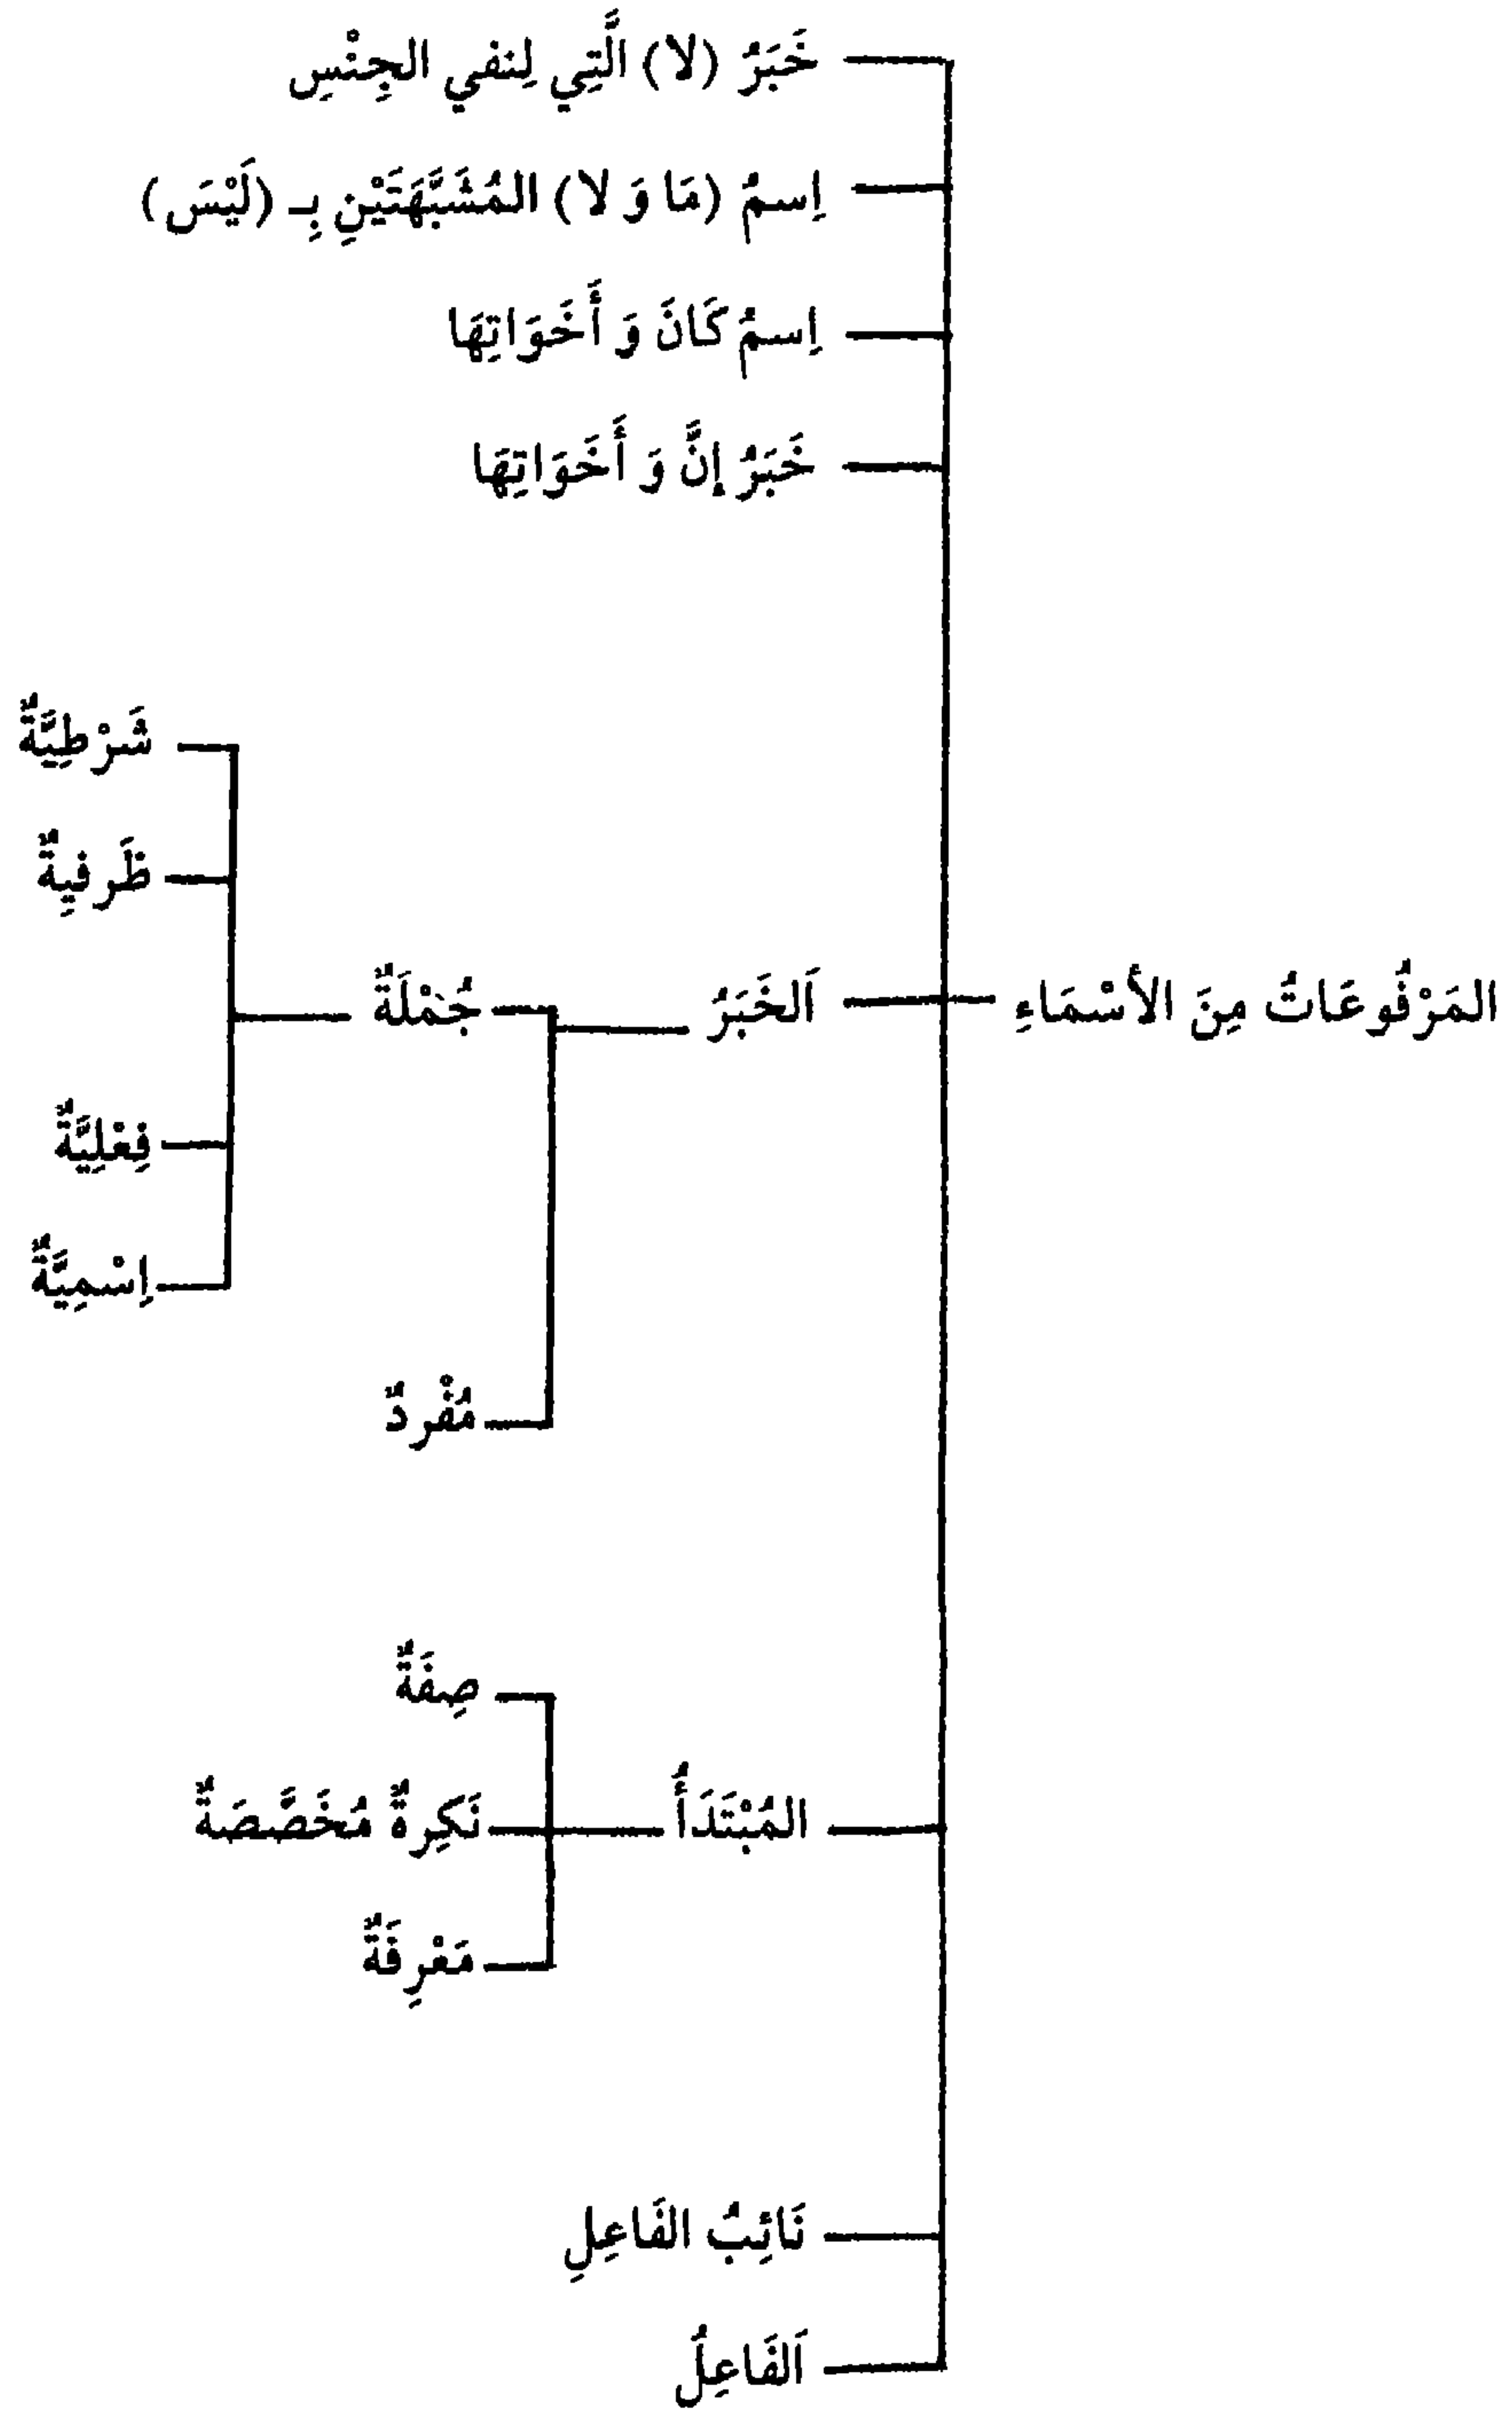 خَبَرُ (لا) الَّتِي لِنفي الجِنْسِ
اِسمُ (مَا وَ لا) المُشَبَّهَتَيْنِ بِـ (لَيْسَ)
اِسمُ كَانَ وَ أَخَوَاتِهَا
خَبَرُ إنَّ وَ أَخَوَاتِهَا
شَرْطِيَّةٌ
ظَرفيِةٌ
المَرْفُوعَاتُ مِنَ الأسْمَاءِ
اَلخَبَرُ
جُمْلَةٌ
فِعْلِيَّةٌ
اِسْمِيَّةٌ
مُفْردٌ
صِفَةٌ
المُبْتَدَأُ
نَكِرةٌ مُخَصَّصَةٌ
مَعْرِفَةٌ
نَائِبُ الفَاعِلِ
اَلفَاعِلُ